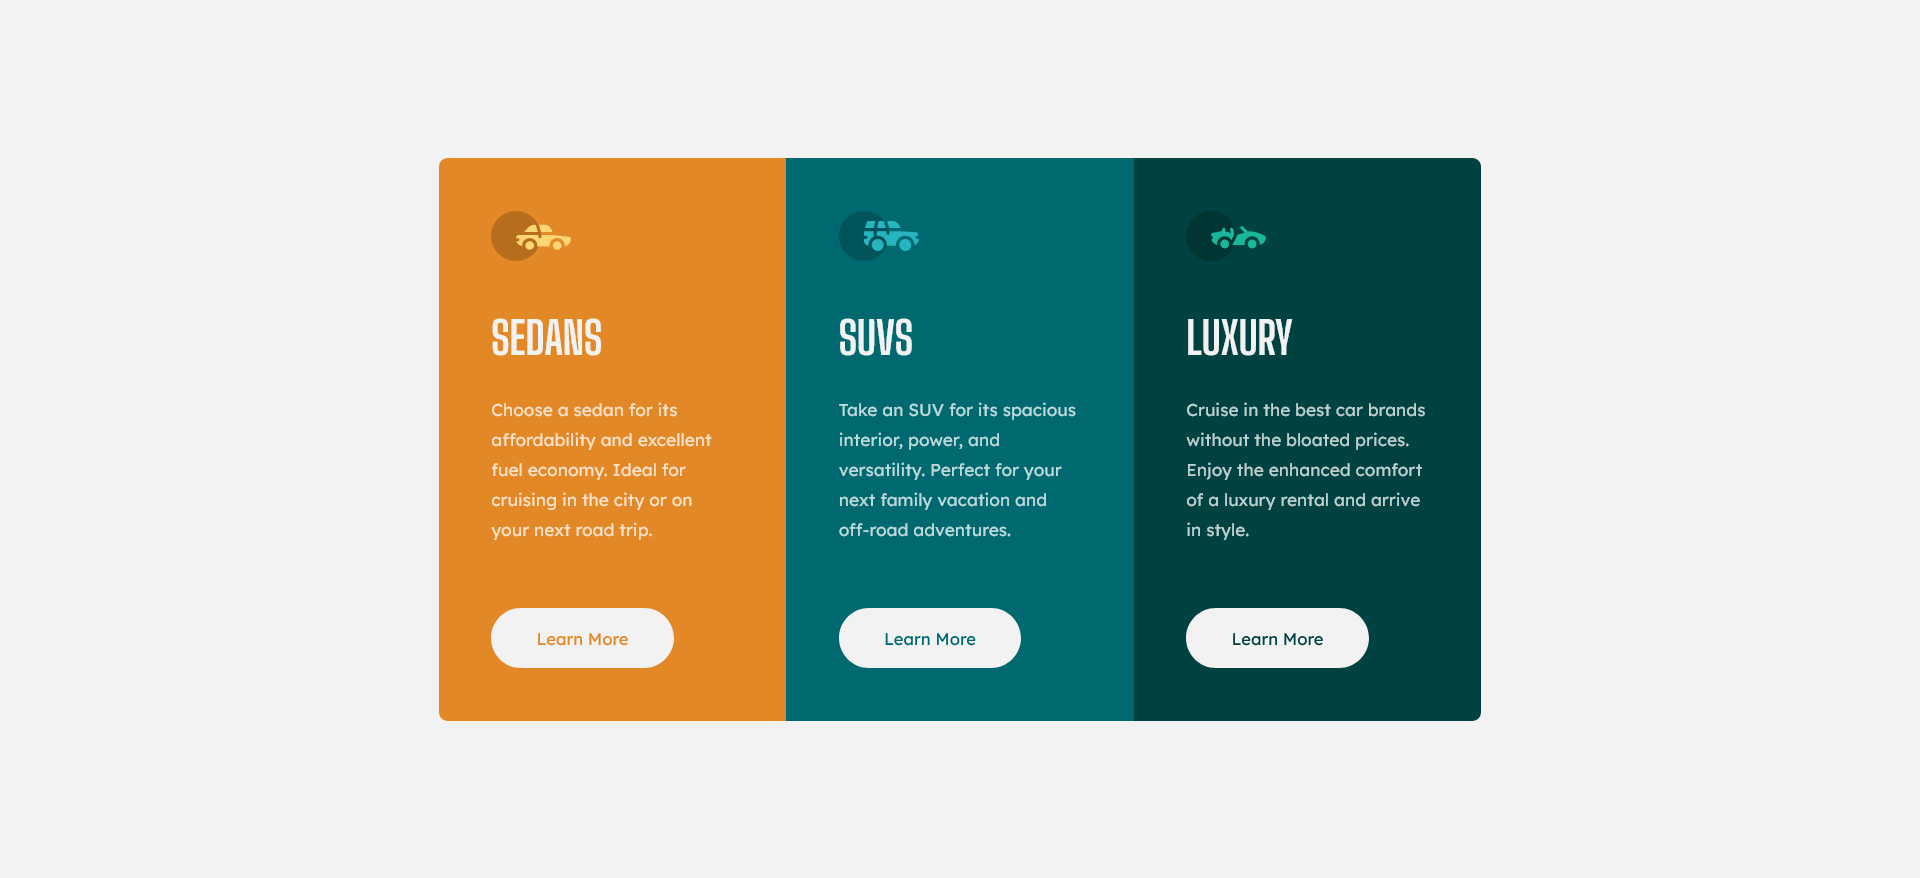 SEDANS
Choose a sedan for its
affordability and excellent
fuel economy. Ideal for
cruising in the city or on
your next road trip.
Learn More
SUVS
Take an SUV for its spacious
interior, power, and
versatility. Perfect for your
next family vacation and
off-road adventures.
Learn More
LUXURY
Cruise in the best car brands
without the bloated prices.
Enjoy the enhanced comfort
of a luxury rental and arrive
in style.
Learn More